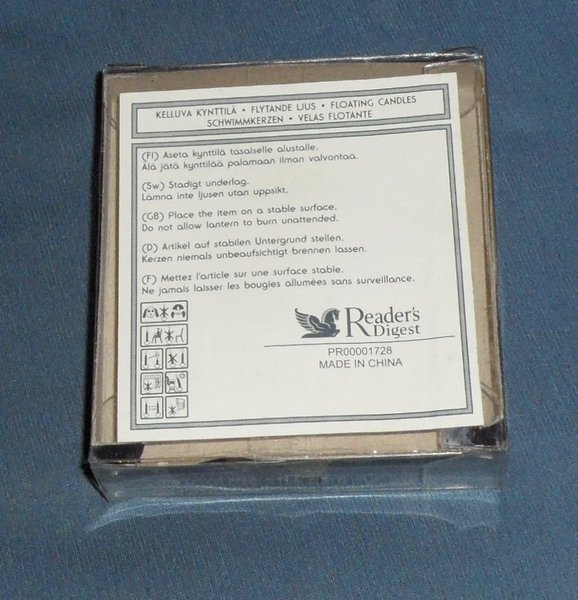 KELLUVA KYNTTILÄ • FLYTANDE LJUS • FLOATING CANDLES
SCHWIMMKERZEN • VELAS FLOTANTE
(FI) Aseta kynttilä tasaiselle alustalle.
Älä jätä kynttilää palamaan ilman valvontaa.
(Sw) Stadigt underlag.
Lämna inte ljusen utan uppsikt.
(GB) Place the item on a stable surface.
Do not allow lantern to burn unattended.
(D) Artikel auf stabilen Untergrund stellen.
Kerzen niemals unbeaufsichtigt brennen lassen.
(F) Mettez l'article sur une surface stable.
Ne jamais laisser les bougies allumées sans surveillance.
Reader's
Digest
PR00001728
MADE IN CHINA